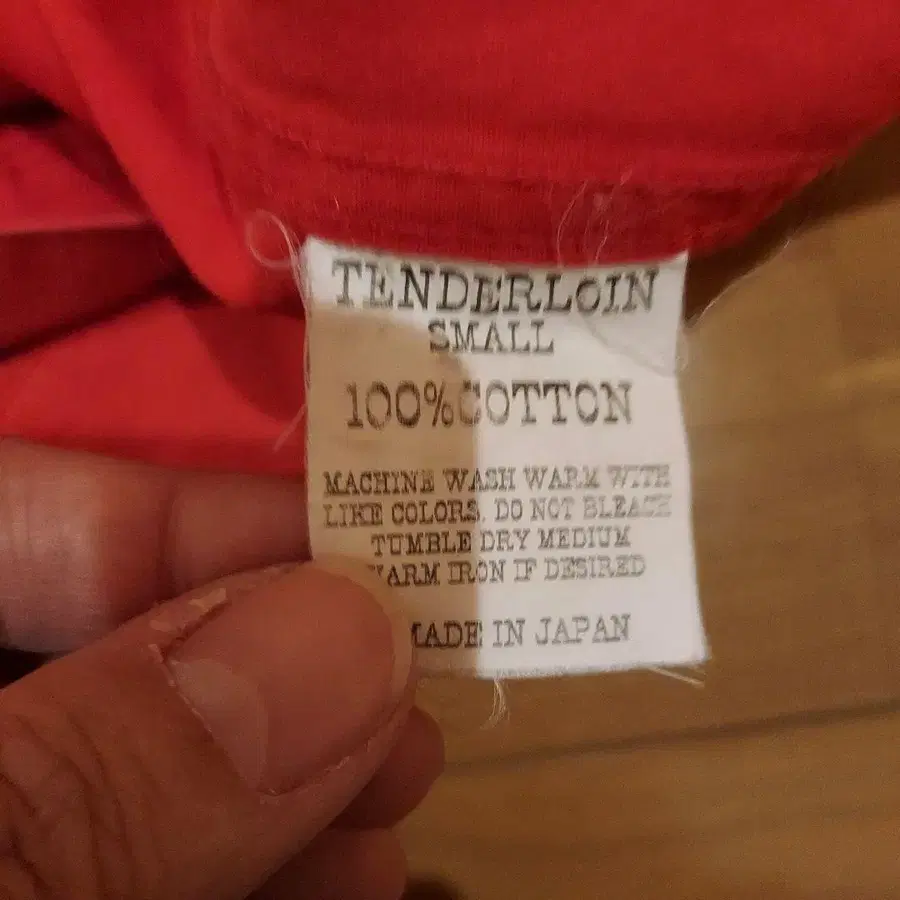 TENDERLOIN
SMALL
100%COTTON
MACHINE WASH WARM WITH
LIKE COLORS. DO NOT BLEACH
TUMBLE DRY MEDIUM
WARM IRON IF DESIRED
MADE IN JAPAN